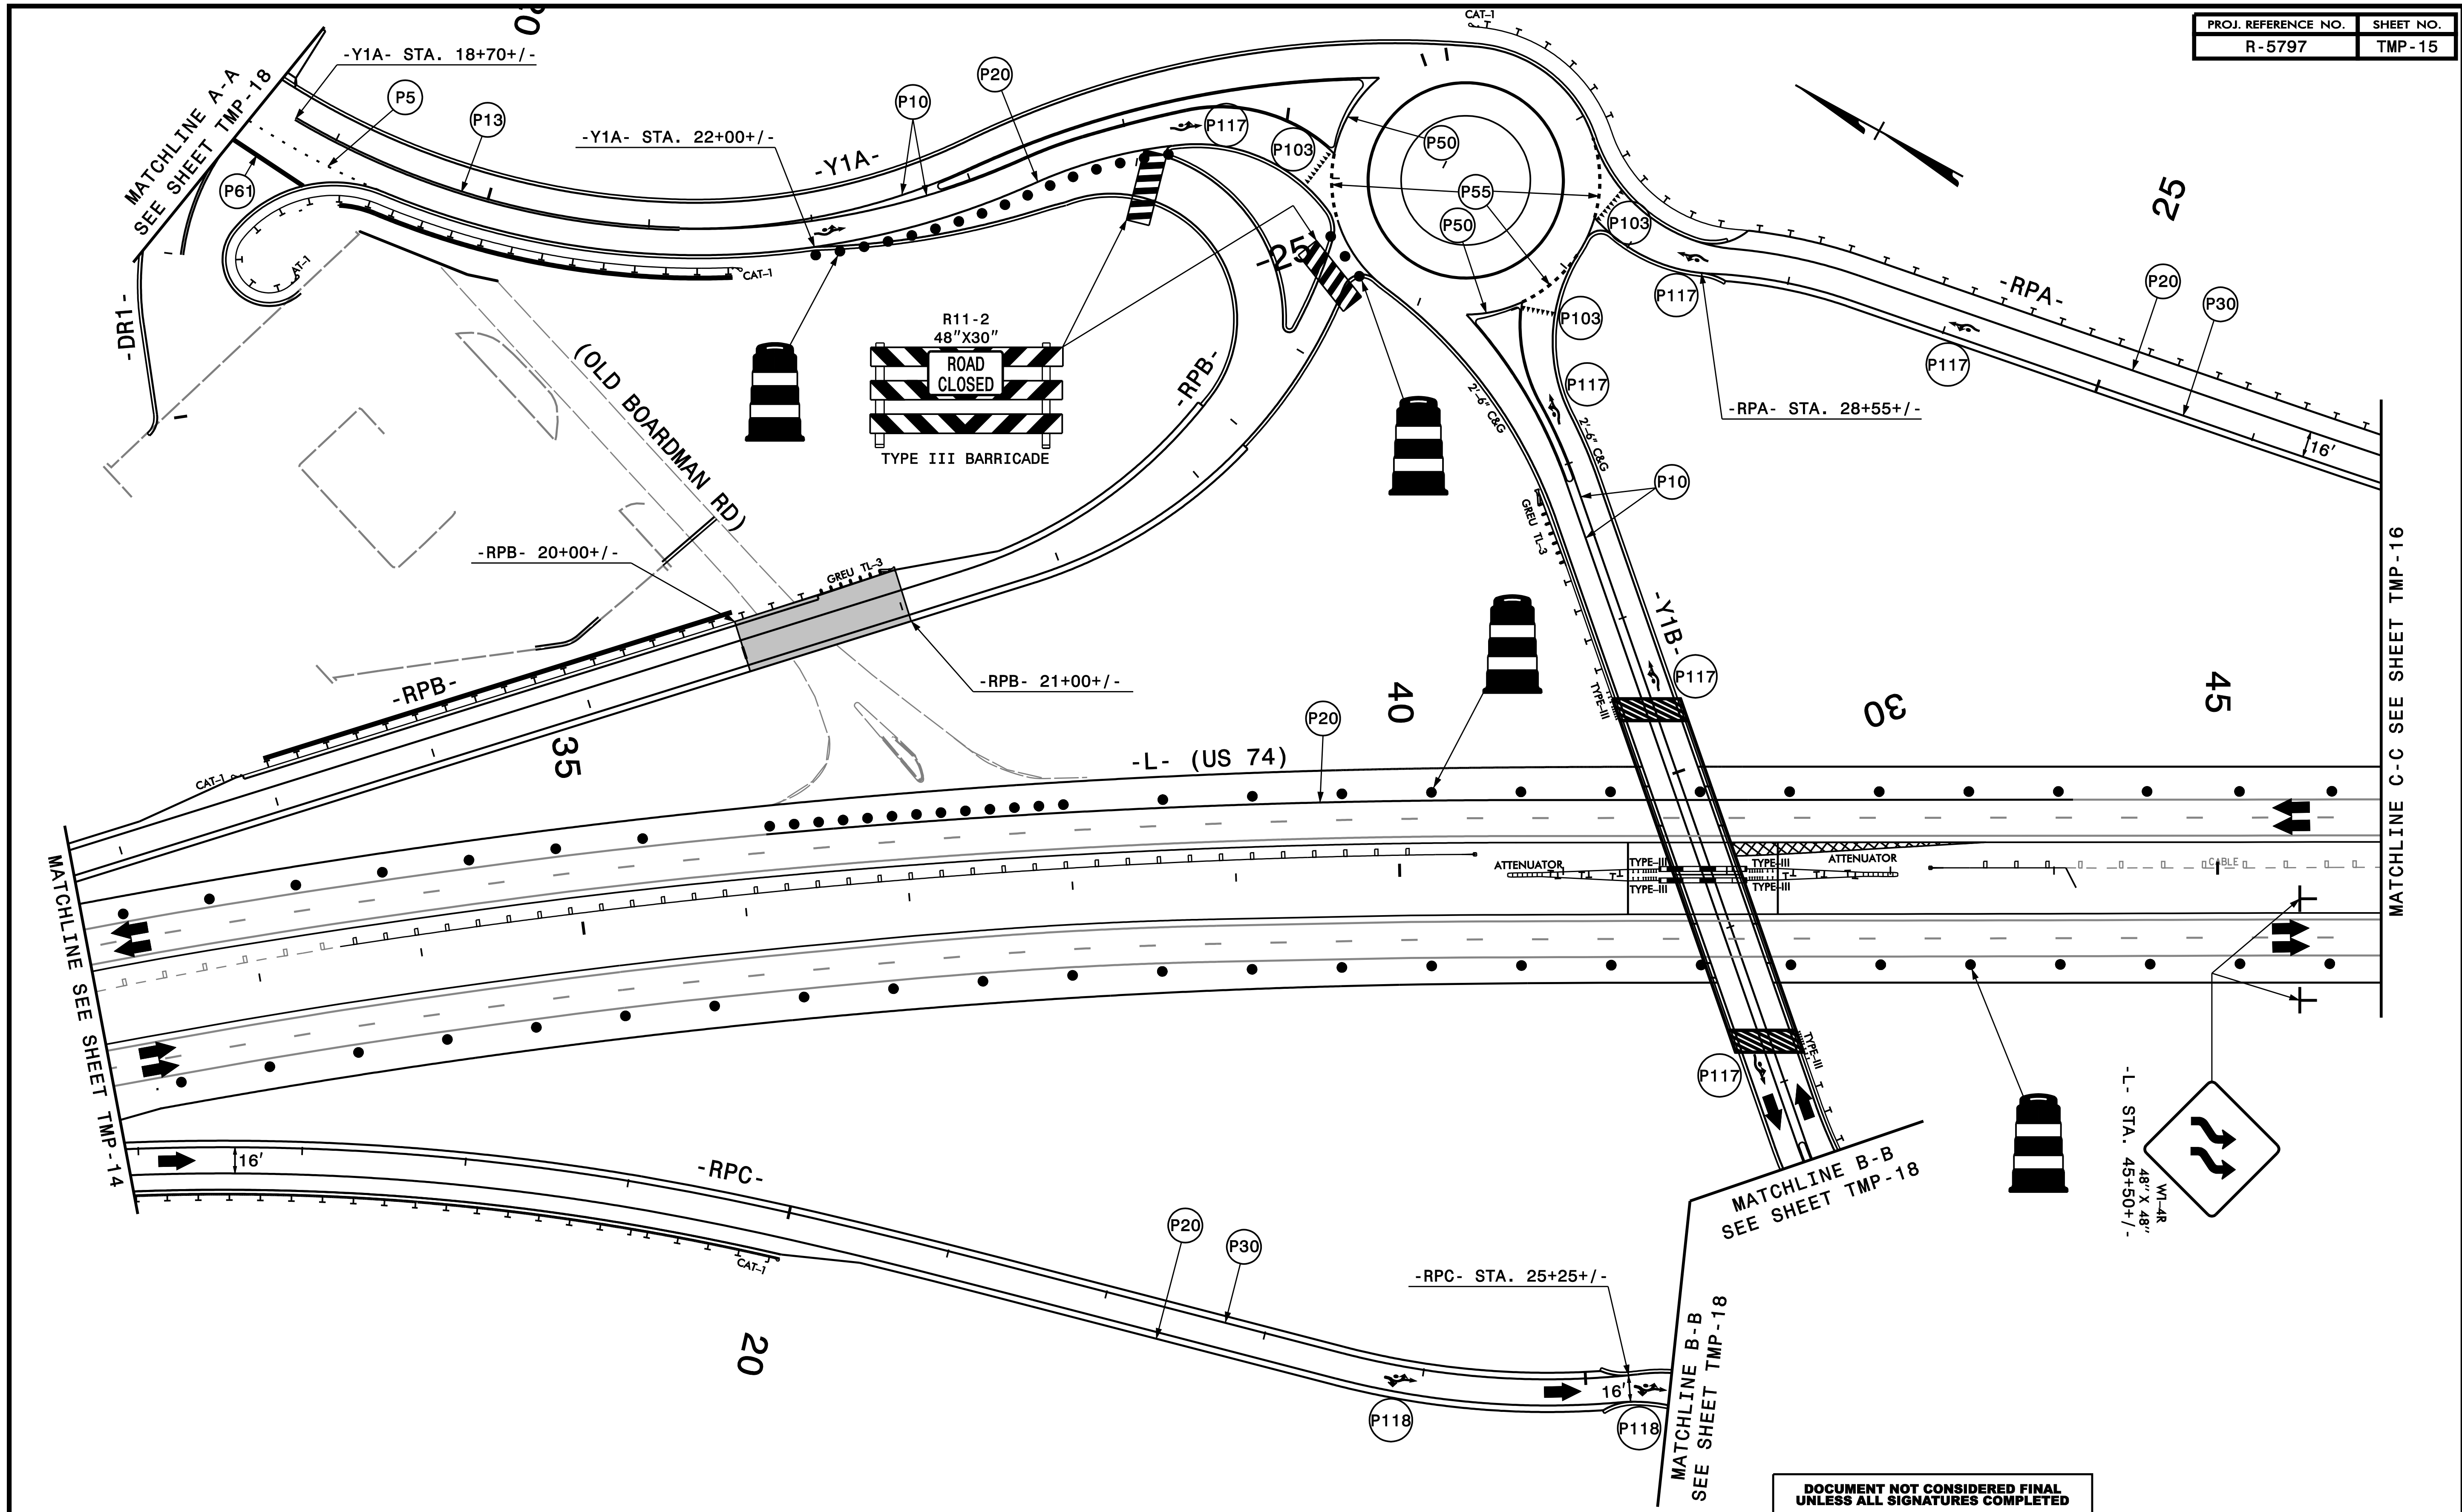 PROJ. REFERENCE NO.
SHEET NO.
R-5797
TMP-15
CAT-1
-Y1A- STA. 18+70+/-
MATCHLINE A-A
SEE SHEET TMP-18
P5
P13
P61
-Y1A- STA. 22+00+/-
P10
P20
-Y1A-
P117
P103
P50
P55
P50
P103
P103
P117
P117
P117
-RPA-
P20
P30
25
-RPA- STA. 28+55+/-
16'
CAT-1
AT-1
-DR1-
(OLD BOARDMAN RD)
R11-2
48"X30"
ROAD
CLOSED
TYPE III BARRICADE
-25
-RPB-
2'-6" C&G
2'-6" C&G
P10
GREU TL-3
-RPB- 20+00+/-
GREU TL-3
-RPB- 21+00+/-
-RPB-
CAT-1
35
P20
40
-L- (US 74)
-Y1B-
P117
TYPE-III
30
45
MATCHLINE C-C SEE SHEET TMP-16
ATTENUATOR
TYPE-III
TYPE-III
TYPE-III
TYPE-III
ATTENUATOR
CABLE
MATCHLINE SEE SHEET TMP-14
TYPE-III
P117
MATCHLINE B-B
SEE SHEET TMP-18
W1-4R
48" X 48"
-L- STA. 45+50+/-
16'
-RPC-
CAT-1
20
P20
P30
-RPC- STA. 25+25+/-
16'
P118
P118
MATCHLINE B-B
SEE SHEET TMP-18
DOCUMENT NOT CONSIDERED FINAL
UNLESS ALL SIGNATURES COMPLETED